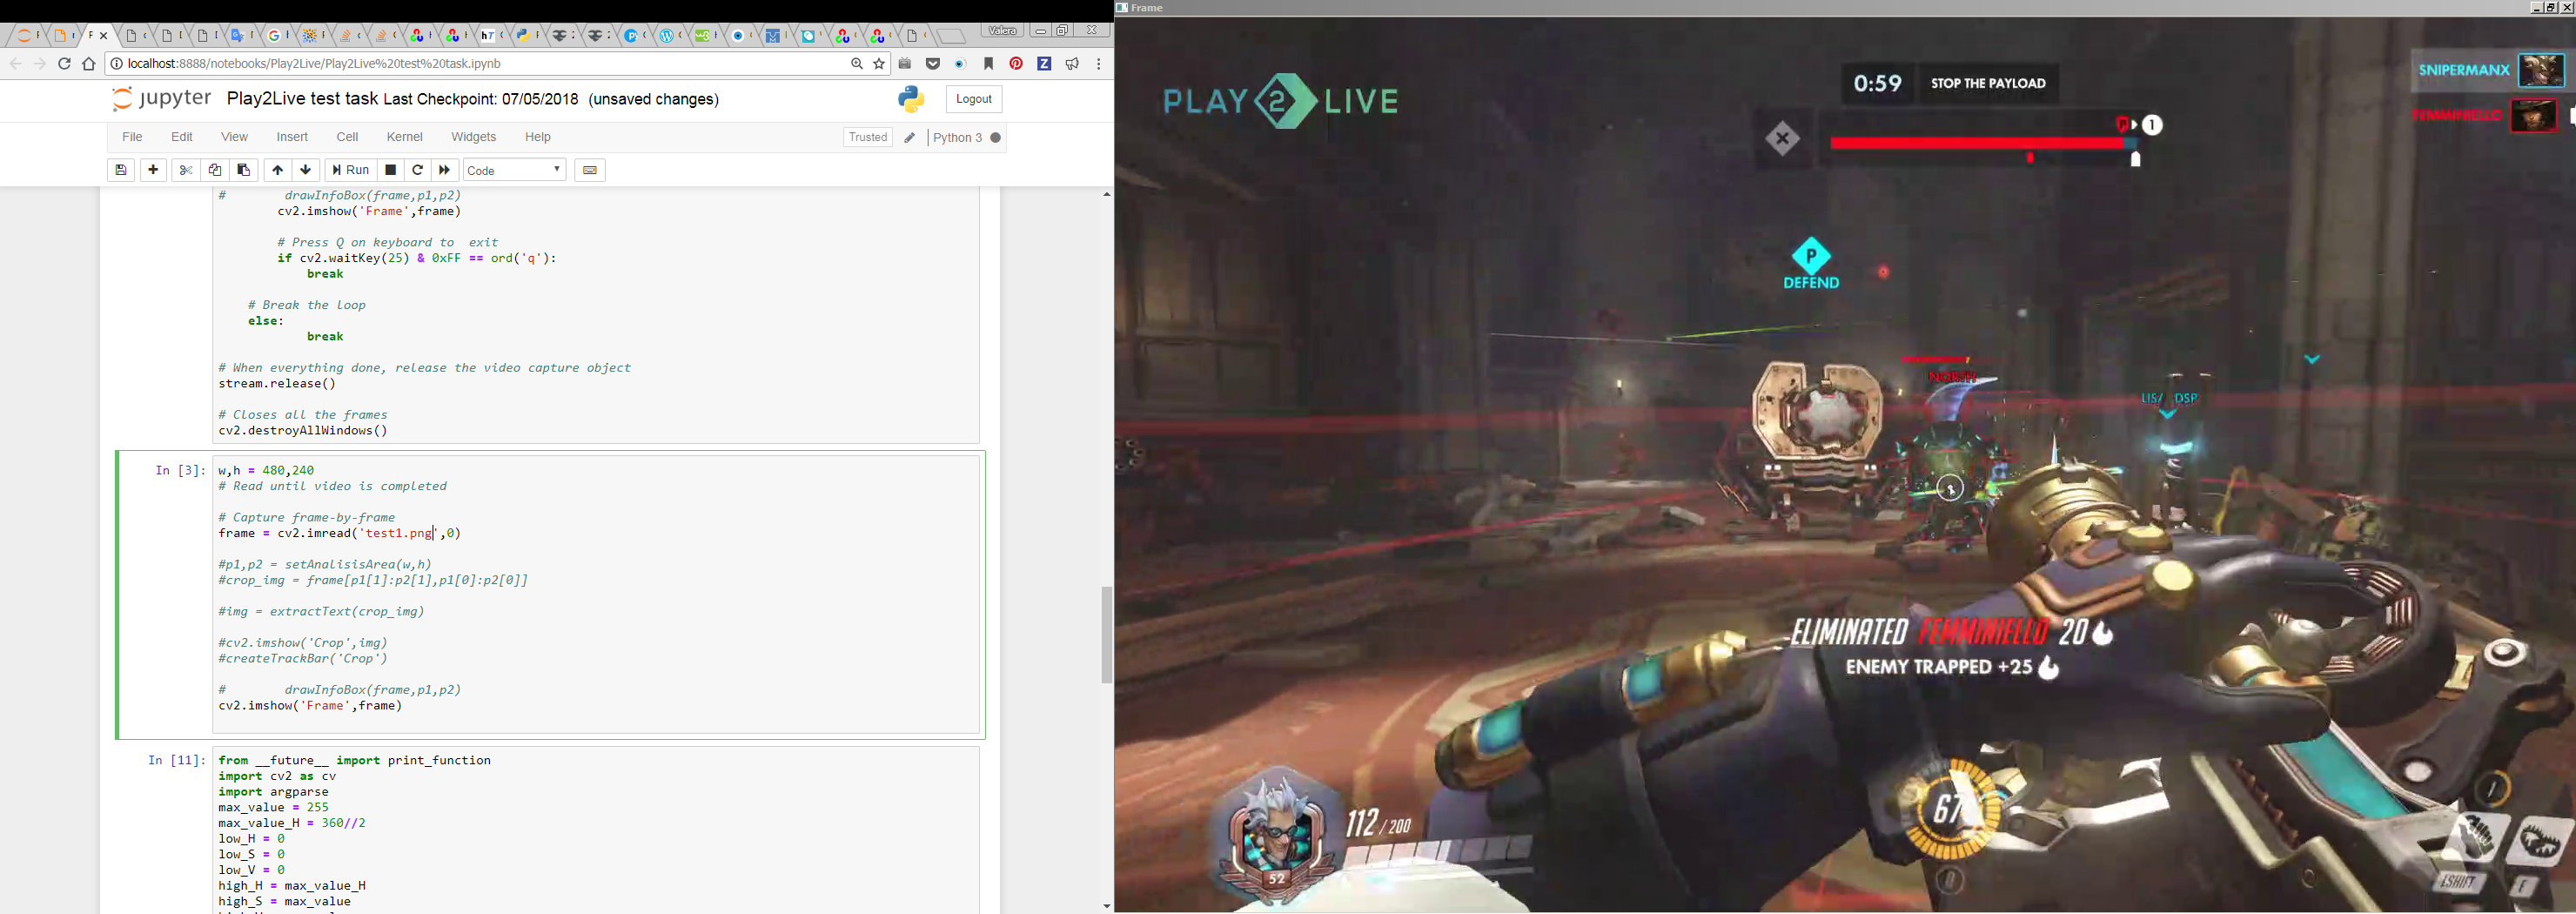 Valera
localhost:8888/notebooks/Play2Live/Play2Live%20test%20task.ipynb
jupyter Play2Live test task Last Checkpoint: 07/05/2018 (unsaved changes)
Logout
File Edit View Insert Cell Kernel Widgets Help
Trusted Python 3
Run Code
# drawInfoBox(frame,p1,p2)
cv2.imshow('Frame',frame)
# Press Q on keyboard to  exit
if cv2.waitKey(25) & 0xFF == ord('q'):
break
# Break the loop
else:
break
# When everything done, release the video capture object
stream.release()
# Closes all the frames
cv2.destroyAllWindows()
In [3]:
w,h = 480,240
# Read until video is completed
# Capture frame-by-frame
frame = cv2.imread('test1.png',0)
#p1,p2 = setAnalisisArea(w,h)
#crop_img = frame[p1[1]:p2[1],p1[0]:p2[0]]
#img = extractText(crop_img)
#cv2.imshow('Crop',img)
#createTrackBar('Crop')
# drawInfoBox(frame,p1,p2)
cv2.imshow('Frame',frame)
In [11]:
from __future__ import print_function
import cv2 as cv
import argparse
max_value = 255
max_value_H = 360//2
low_H = 0
low_S = 0
low_V = 0
high_H = max_value_H
high_S = max_value
Frame
PLAY 2 LIVE
0:59 STOP THE PAYLOAD
1
SNIPERMANX
FEMMINIELLO
P
DEFEND
NORTH
ELIMINATED FEMMINIELLO 20
ENEMY TRAPPED +25
112 / 200
52
67
LSHIFT
E